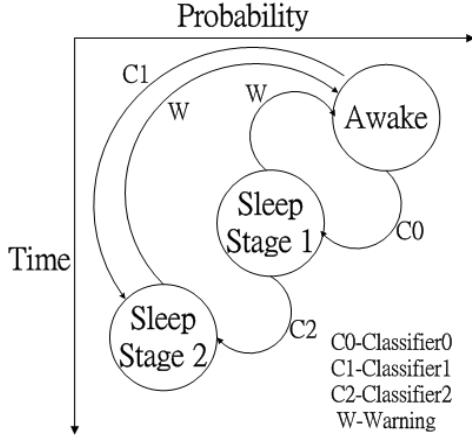 Probability
C1
W
W
Awake
Sleep
Stage 1
C0
Time
C2
Sleep
Stage 2
C0-Classifier0
C1-Classifier1
C2-Classifier2
W-Warning